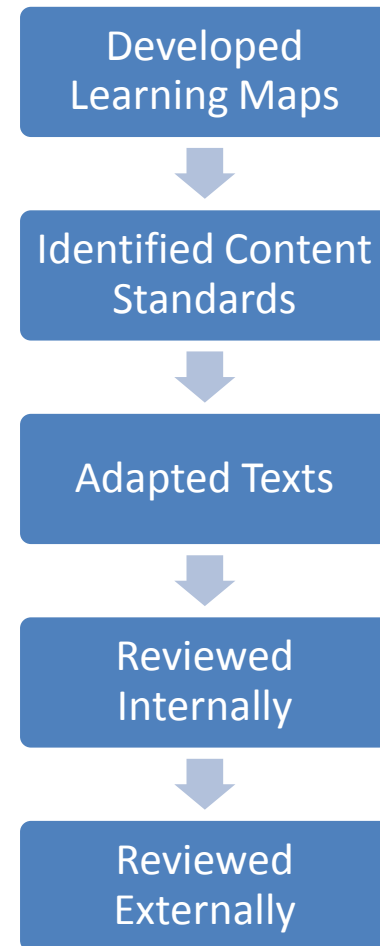 Developed
Learning Maps
Identified Content
Standards
Adapted Texts
Reviewed
Internally
Reviewed
Externally